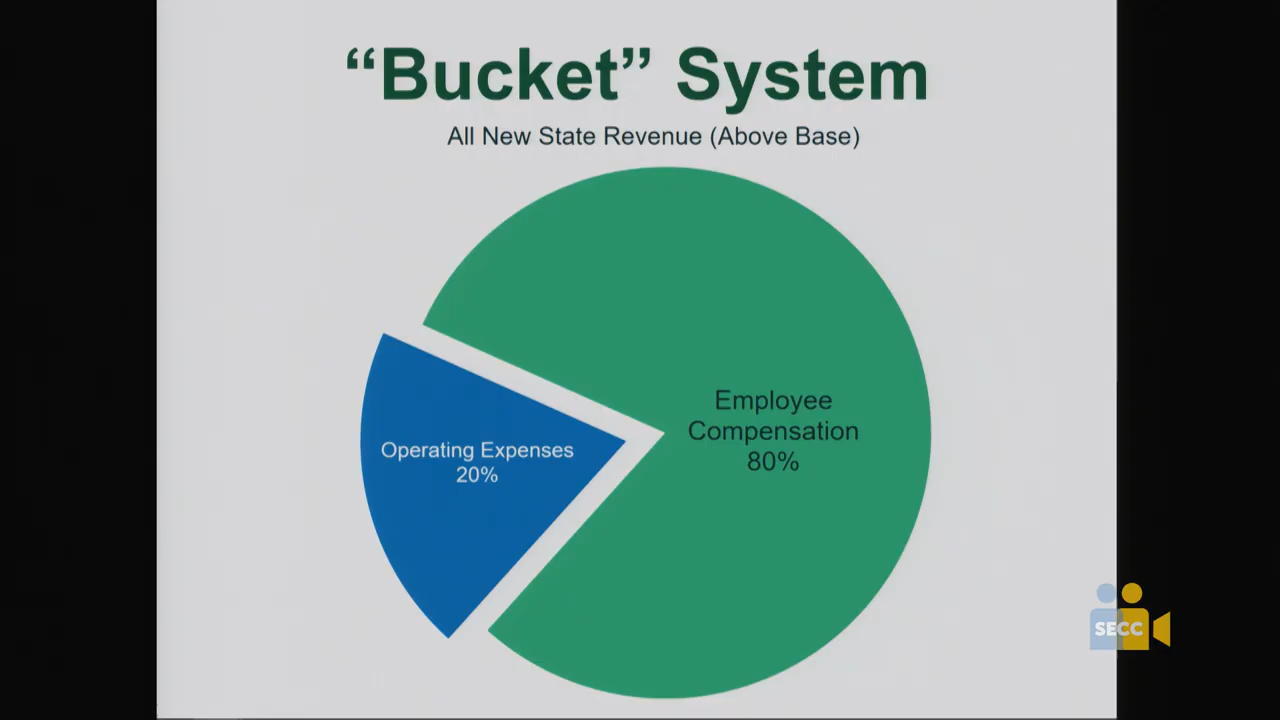 “Bucket” System
All New State Revenue (Above Base)
Employee
Compensation
80%
Operating Expenses
20%
SECC